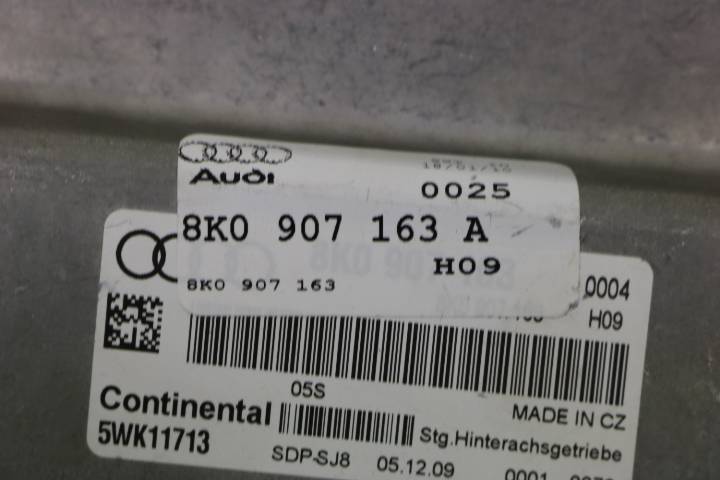 Audi
0025
8K0 907 163 A
H09
8K0 907 163
0004
H09
05S
MADE IN CZ
Continental
5WK11713
Stg.Hinterachsgetriebe
SDP-SJ8
05.12.09
0001